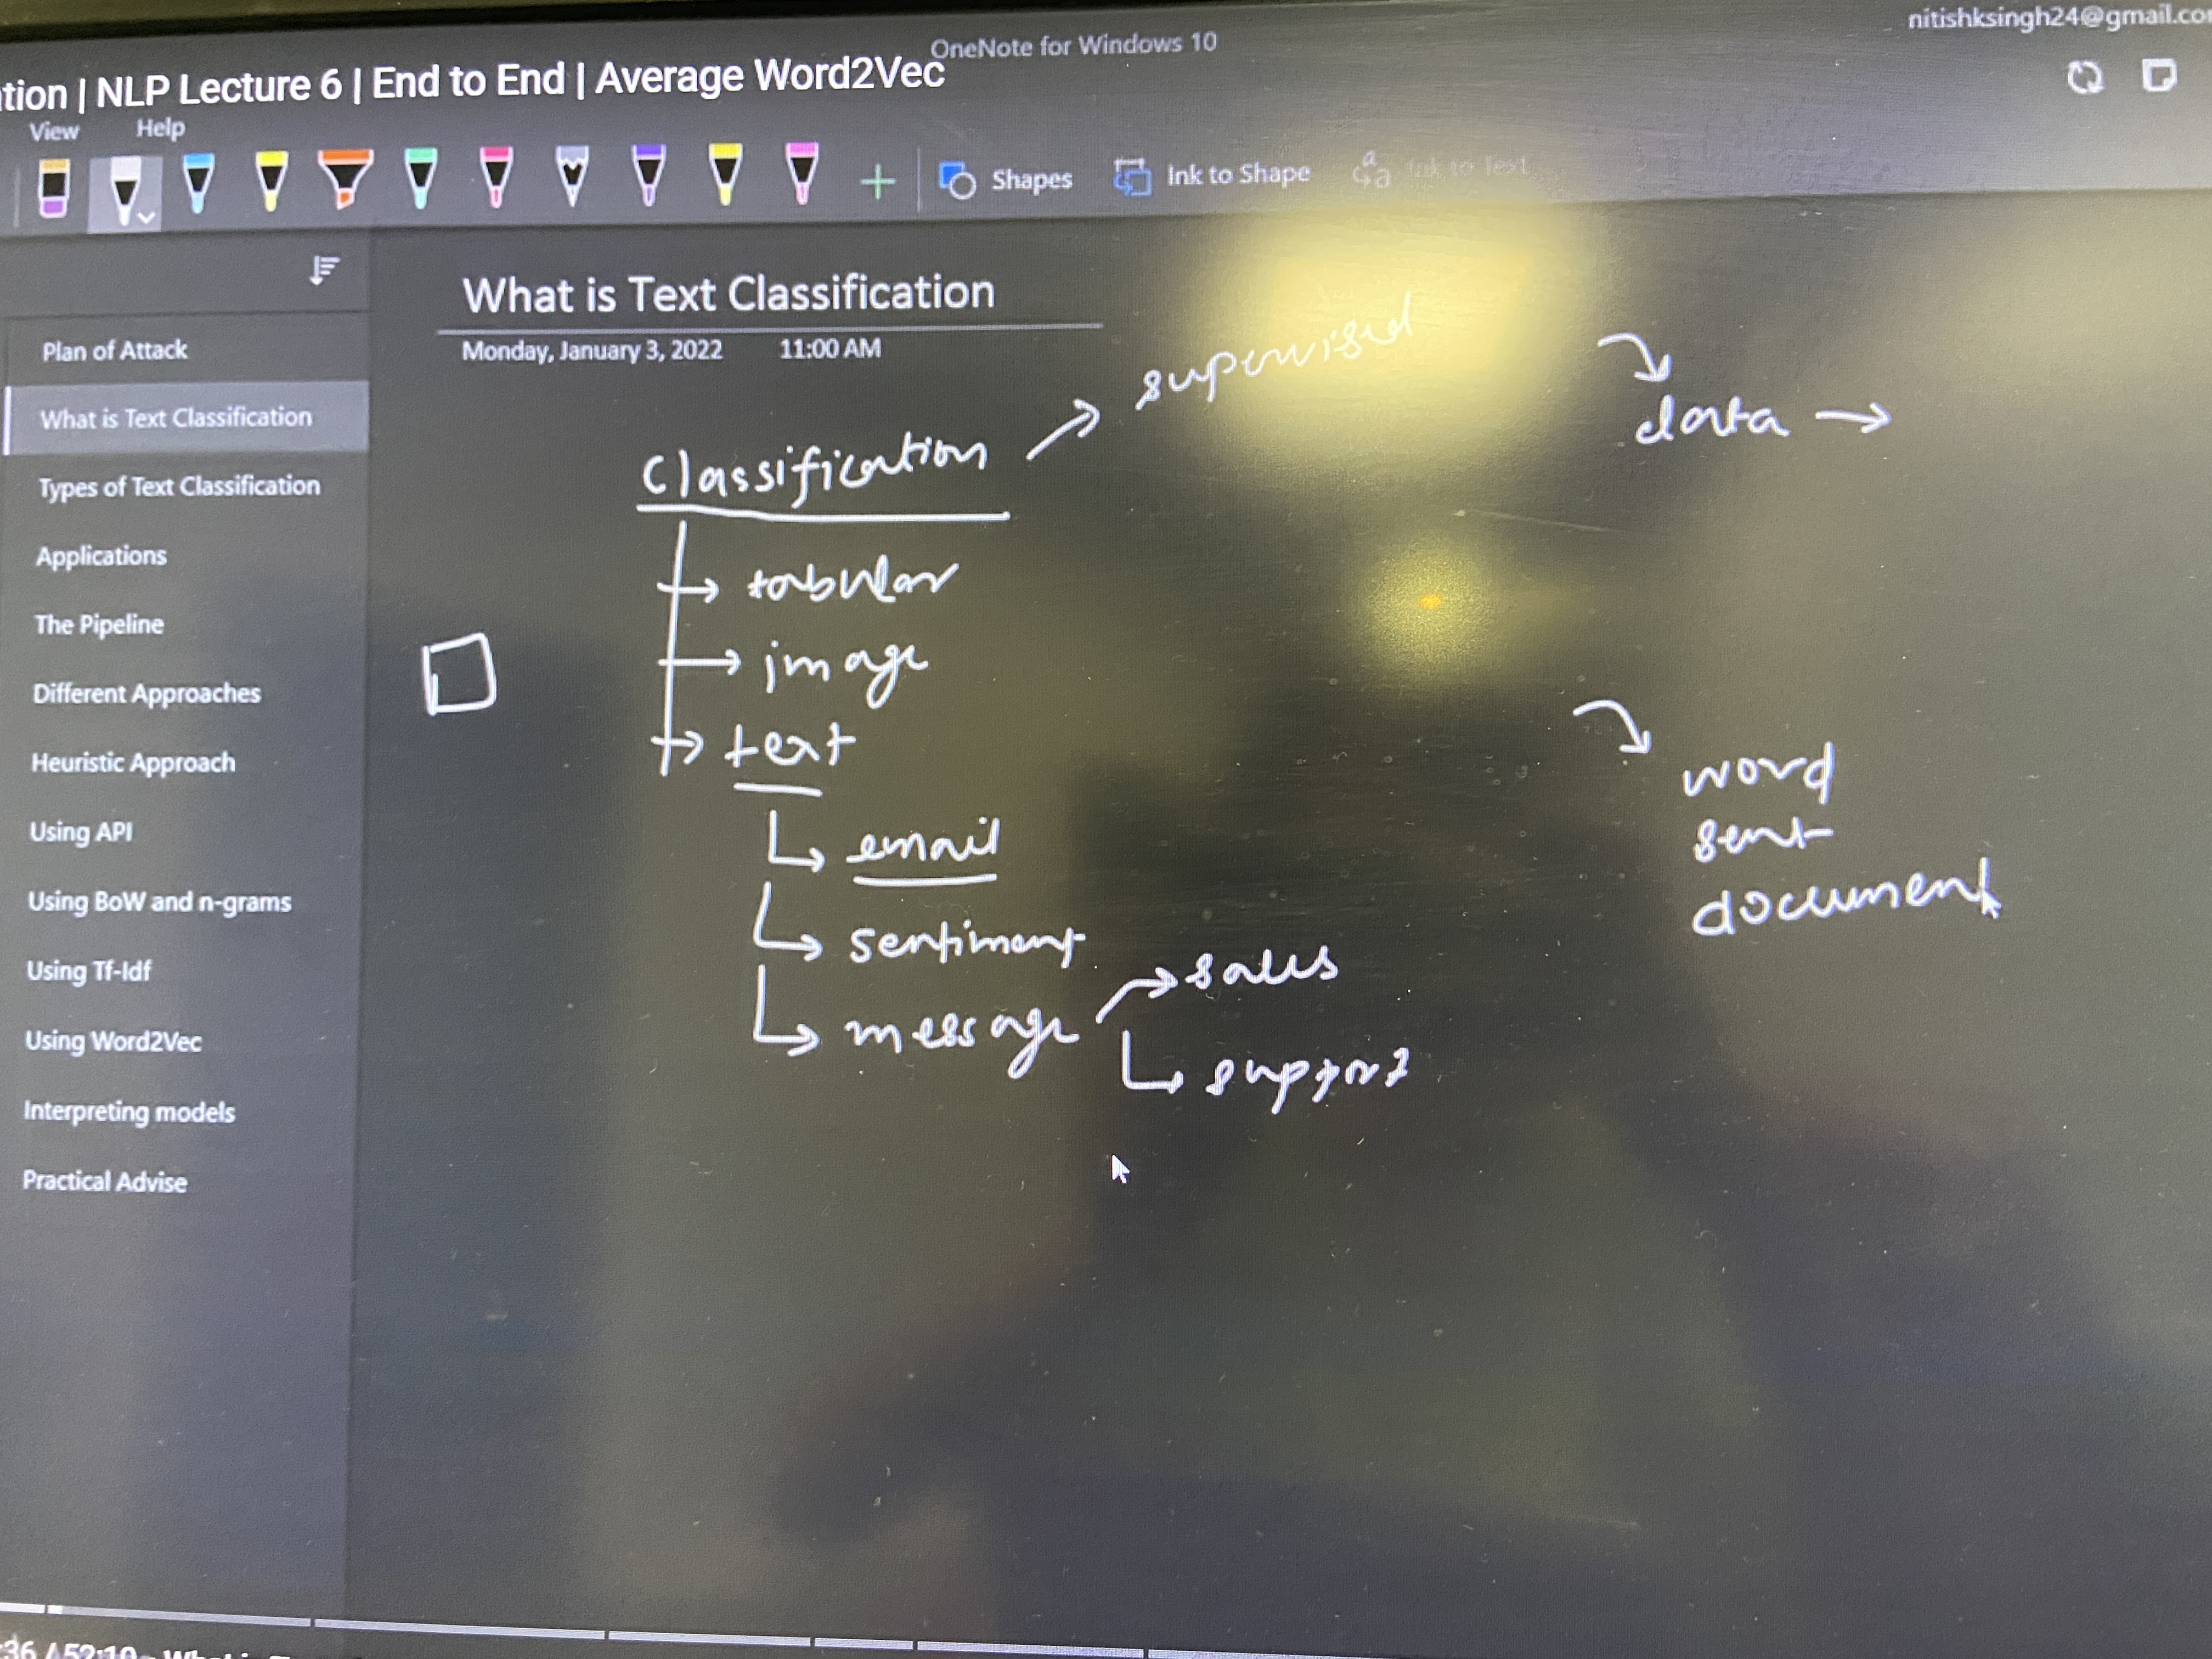 nitishksingh24@gmail.co
OneNote for Windows 10
tion | NLP Lecture 6 | End to End | Average Word2Vec
View Help
Shapes Ink to Shape Ink to Text
What is Text Classification
Monday, January 3, 2022 11:00 AM
Plan of Attack
What is Text Classification
Types of Text Classification
Applications
The Pipeline
Different Approaches
Heuristic Approach
Using API
Using BoW and n-grams
Using Tf-Idf
Using Word2Vec
Interpreting models
Practical Advise
Classification → supervised
→ tabular
→ image
→ text
email
sentiment
message → sales
support
data →
word
sent
document
:36 / 52:10